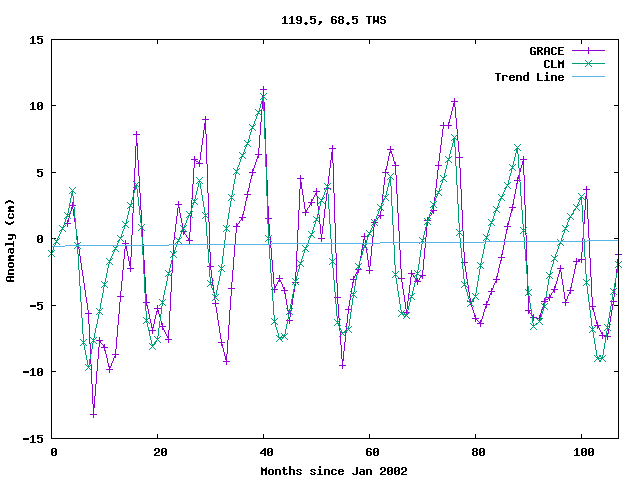 119.5, 68.5 TWS
GRACE
CLM
Trend Line
15
10
5
0
-5
-10
-15
Anomaly (cm)
0 20 40 60 80 100
Months since Jan 2002